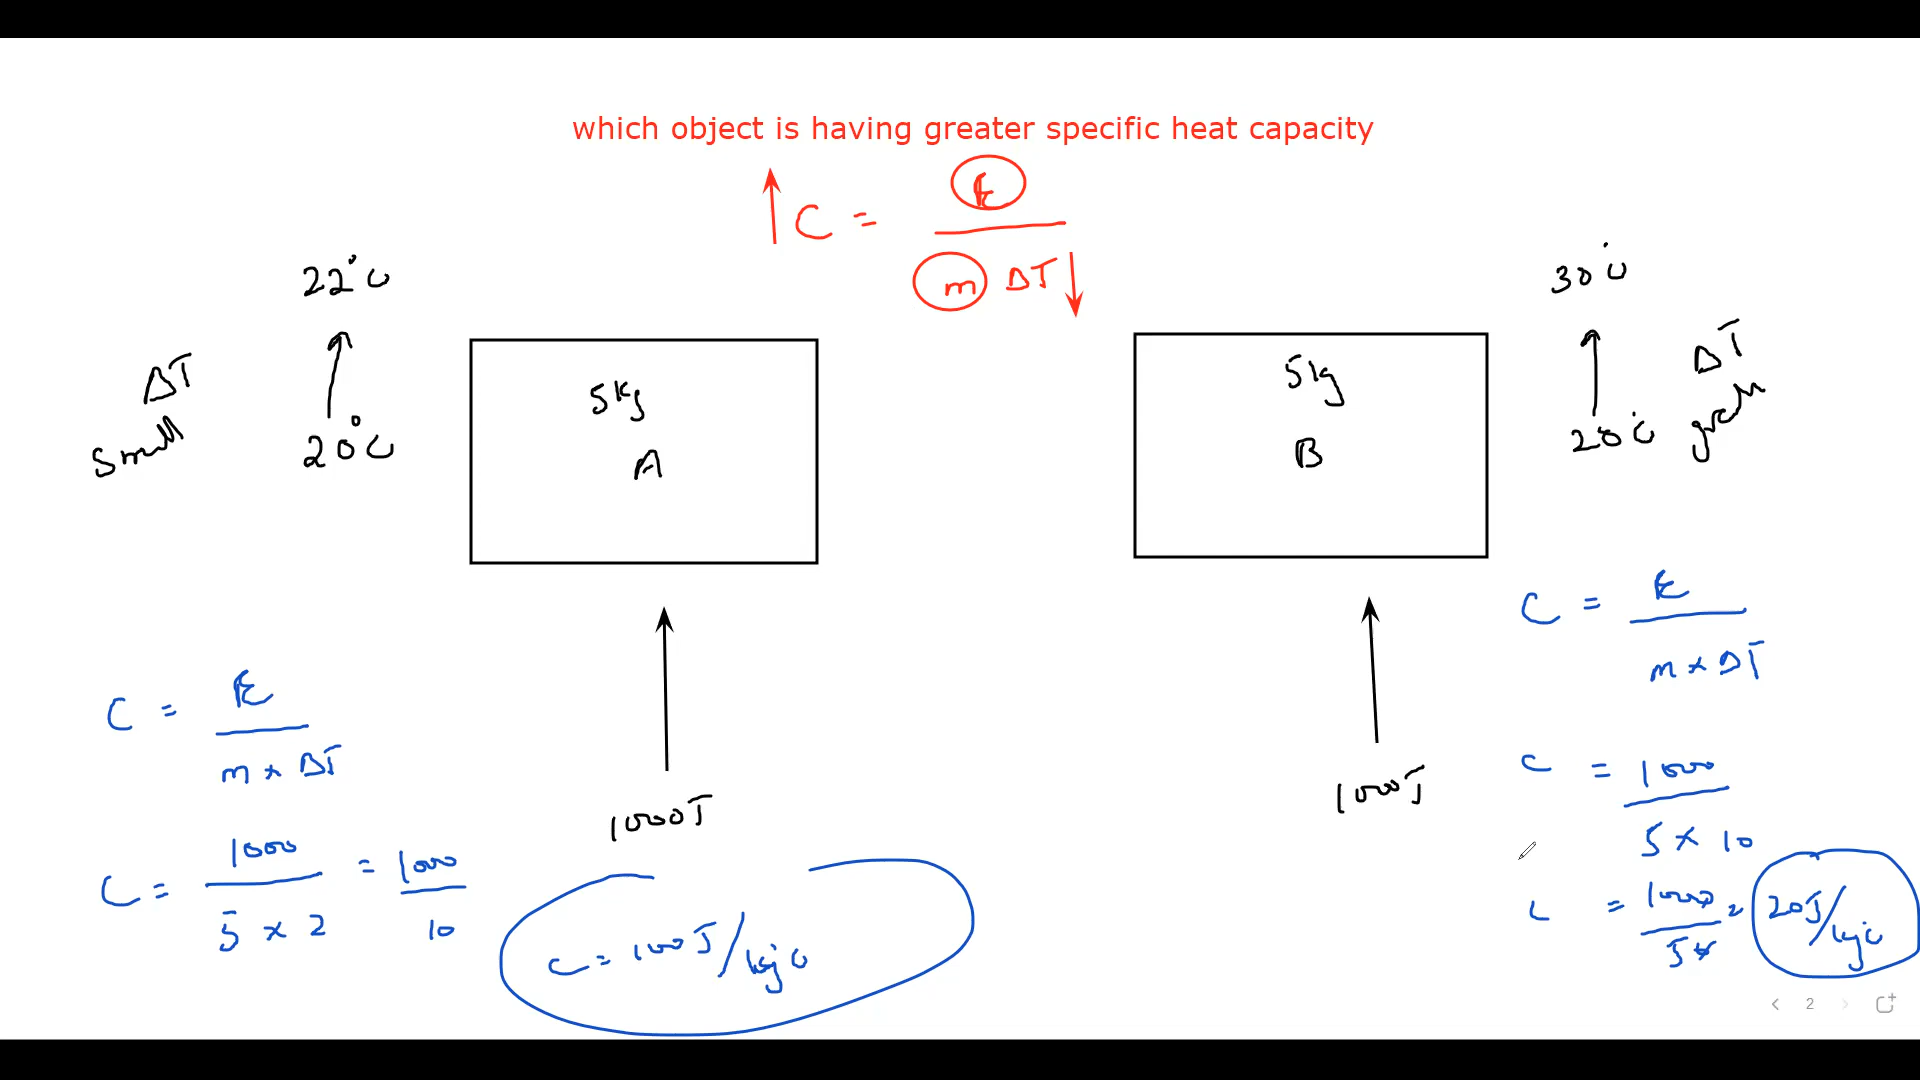 which object is having greater specific heat capacity
↑ C = E / m ΔT ↓
22°C
20°C
ΔT
small
5kg
A
1000J
C = E / m × ΔT
C = 1000 / 5 × 2 = 1000 / 10
C = 100J/kg°C
30°C
20°C
ΔT
5kg
B
1000J
C = E / m × ΔT
C = 1000 / 5 × 10
C = 1000 / 50 = 20J/kg°C
2